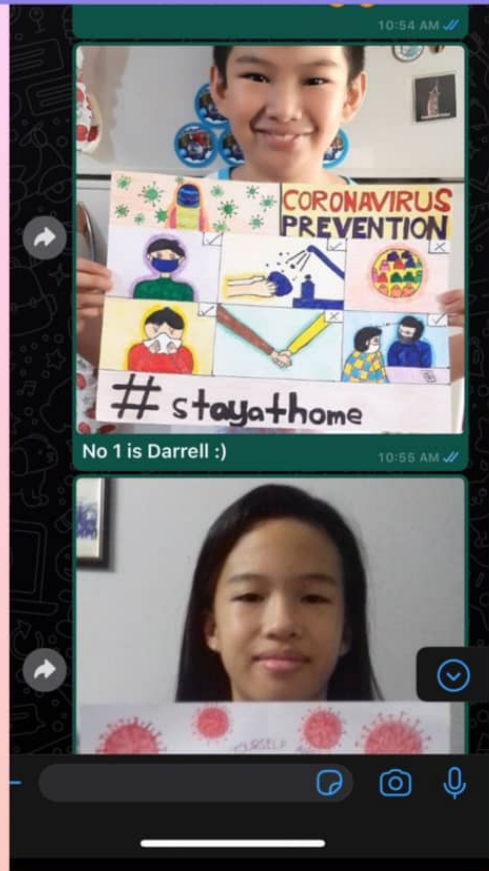 10:54 AM
CORONAVIRUS
PREVENTION
#stayathome
No 1 is Darrell :)
10:55 AM